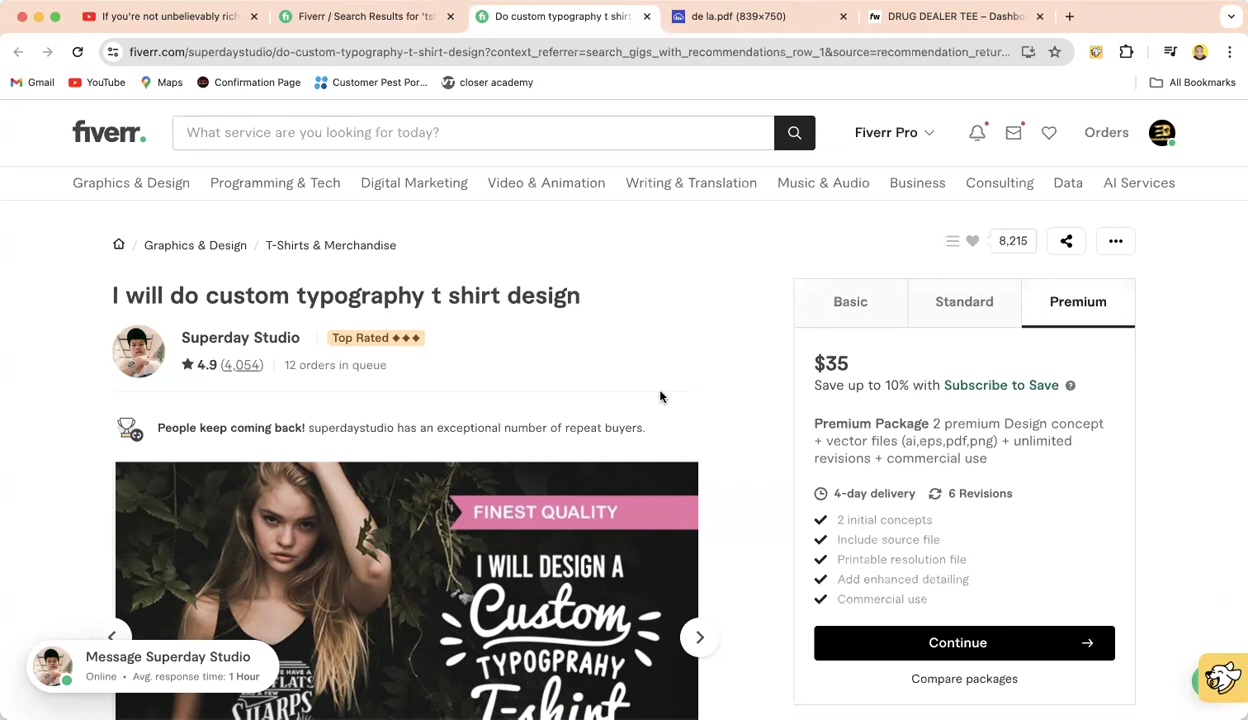 If you're not unbelievably rich
Fiverr / Search Results for 'tsh
Do custom typography t shirt
de la.pdf (839×750)
DRUG DEALER TEE – Dashbo
fiverr.com/superdaystudio/do-custom-typography-t-shirt-design?context_referrer=search_gigs_with_recommendations_row_1&source=recommendation_retur...
Gmail
YouTube
Maps
Confirmation Page
Customer Pest Por...
closer academy
All Bookmarks
fiverr.
What service are you looking for today?
Fiverr Pro
Orders
Graphics & Design
Programming & Tech
Digital Marketing
Video & Animation
Writing & Translation
Music & Audio
Business
Consulting
Data
AI Services
/ Graphics & Design / T-Shirts & Merchandise
8,215
I will do custom typography t shirt design
Superday Studio
Top Rated
4.9 (4,054)
12 orders in queue
People keep coming back! superdaystudio has an exceptional number of repeat buyers.
FINEST QUALITY
I WILL DESIGN A
Custom
TYPOGPRAHY
T-shirt
Message Superday Studio
Online • Avg. response time: 1 Hour
Basic
Standard
Premium
$35
Save up to 10% with Subscribe to Save
Premium Package 2 premium Design concept
+ vector files (ai,eps,pdf,png) + unlimited
revisions + commercial use
4-day delivery
6 Revisions
2 initial concepts
Include source file
Printable resolution file
Add enhanced detailing
Commercial use
Continue
Compare packages